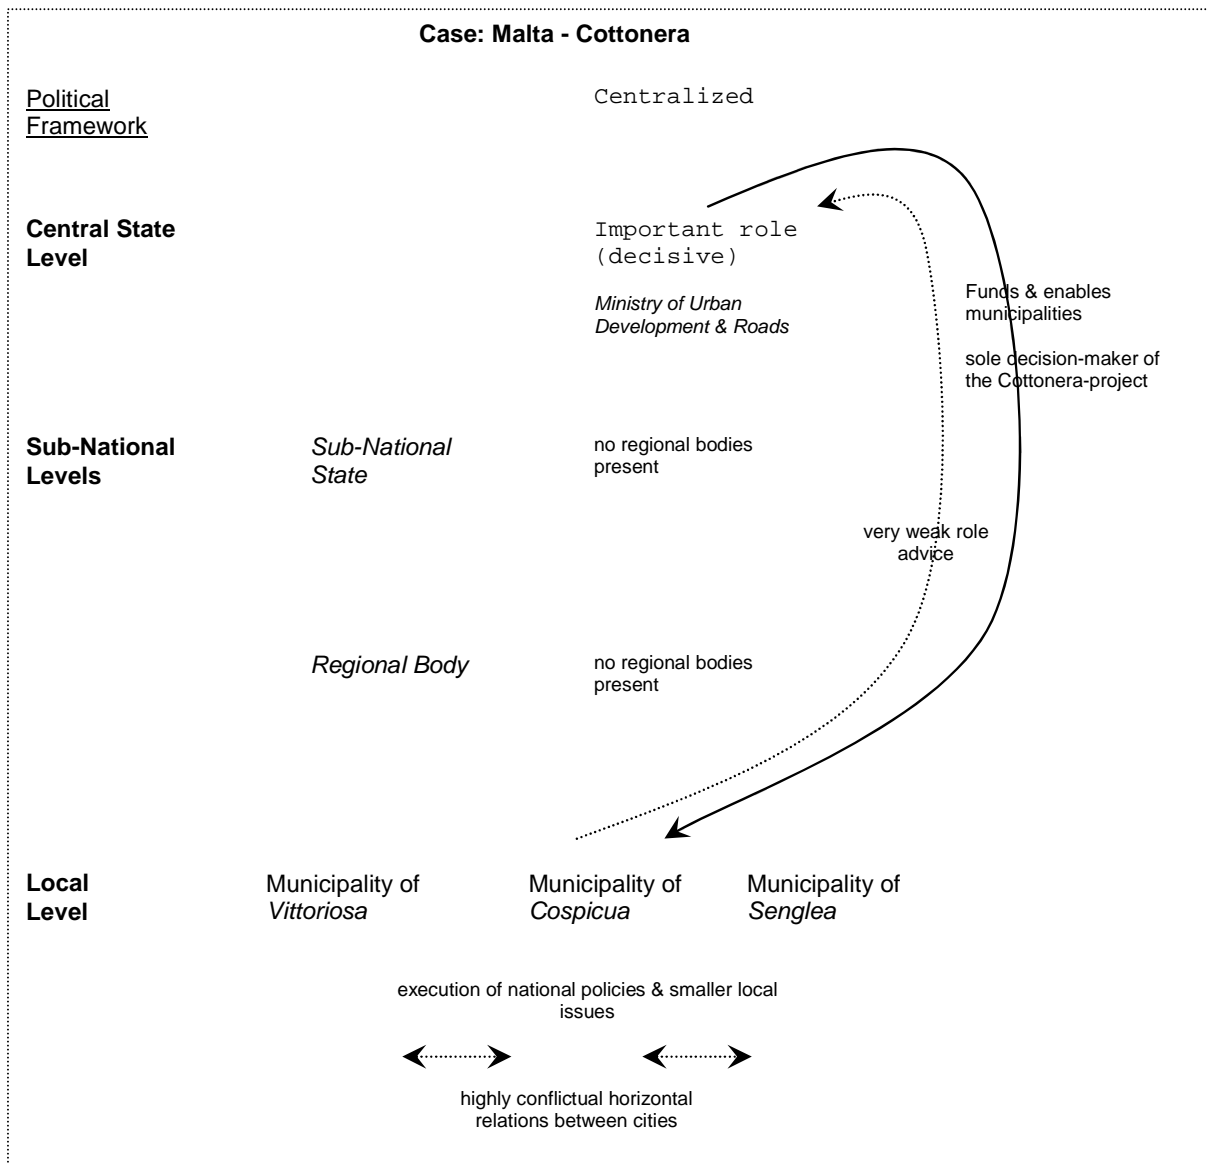 Case: Malta - Cottonera
Political
Framework
Centralized
Central State
Level
Important role
(decisive)
Ministry of Urban
Development & Roads
Funds & enables
municipalities
sole decision-maker of
the Cottonera-project
Sub-National
Levels
Sub-National
State
no regional bodies
present
very weak role
advice
Regional Body
no regional bodies
present
Local
Level
Municipality of
Vittoriosa
Municipality of
Cospicua
Municipality of
Senglea
execution of national policies & smaller local
issues
highly conflictual horizontal
relations between cities